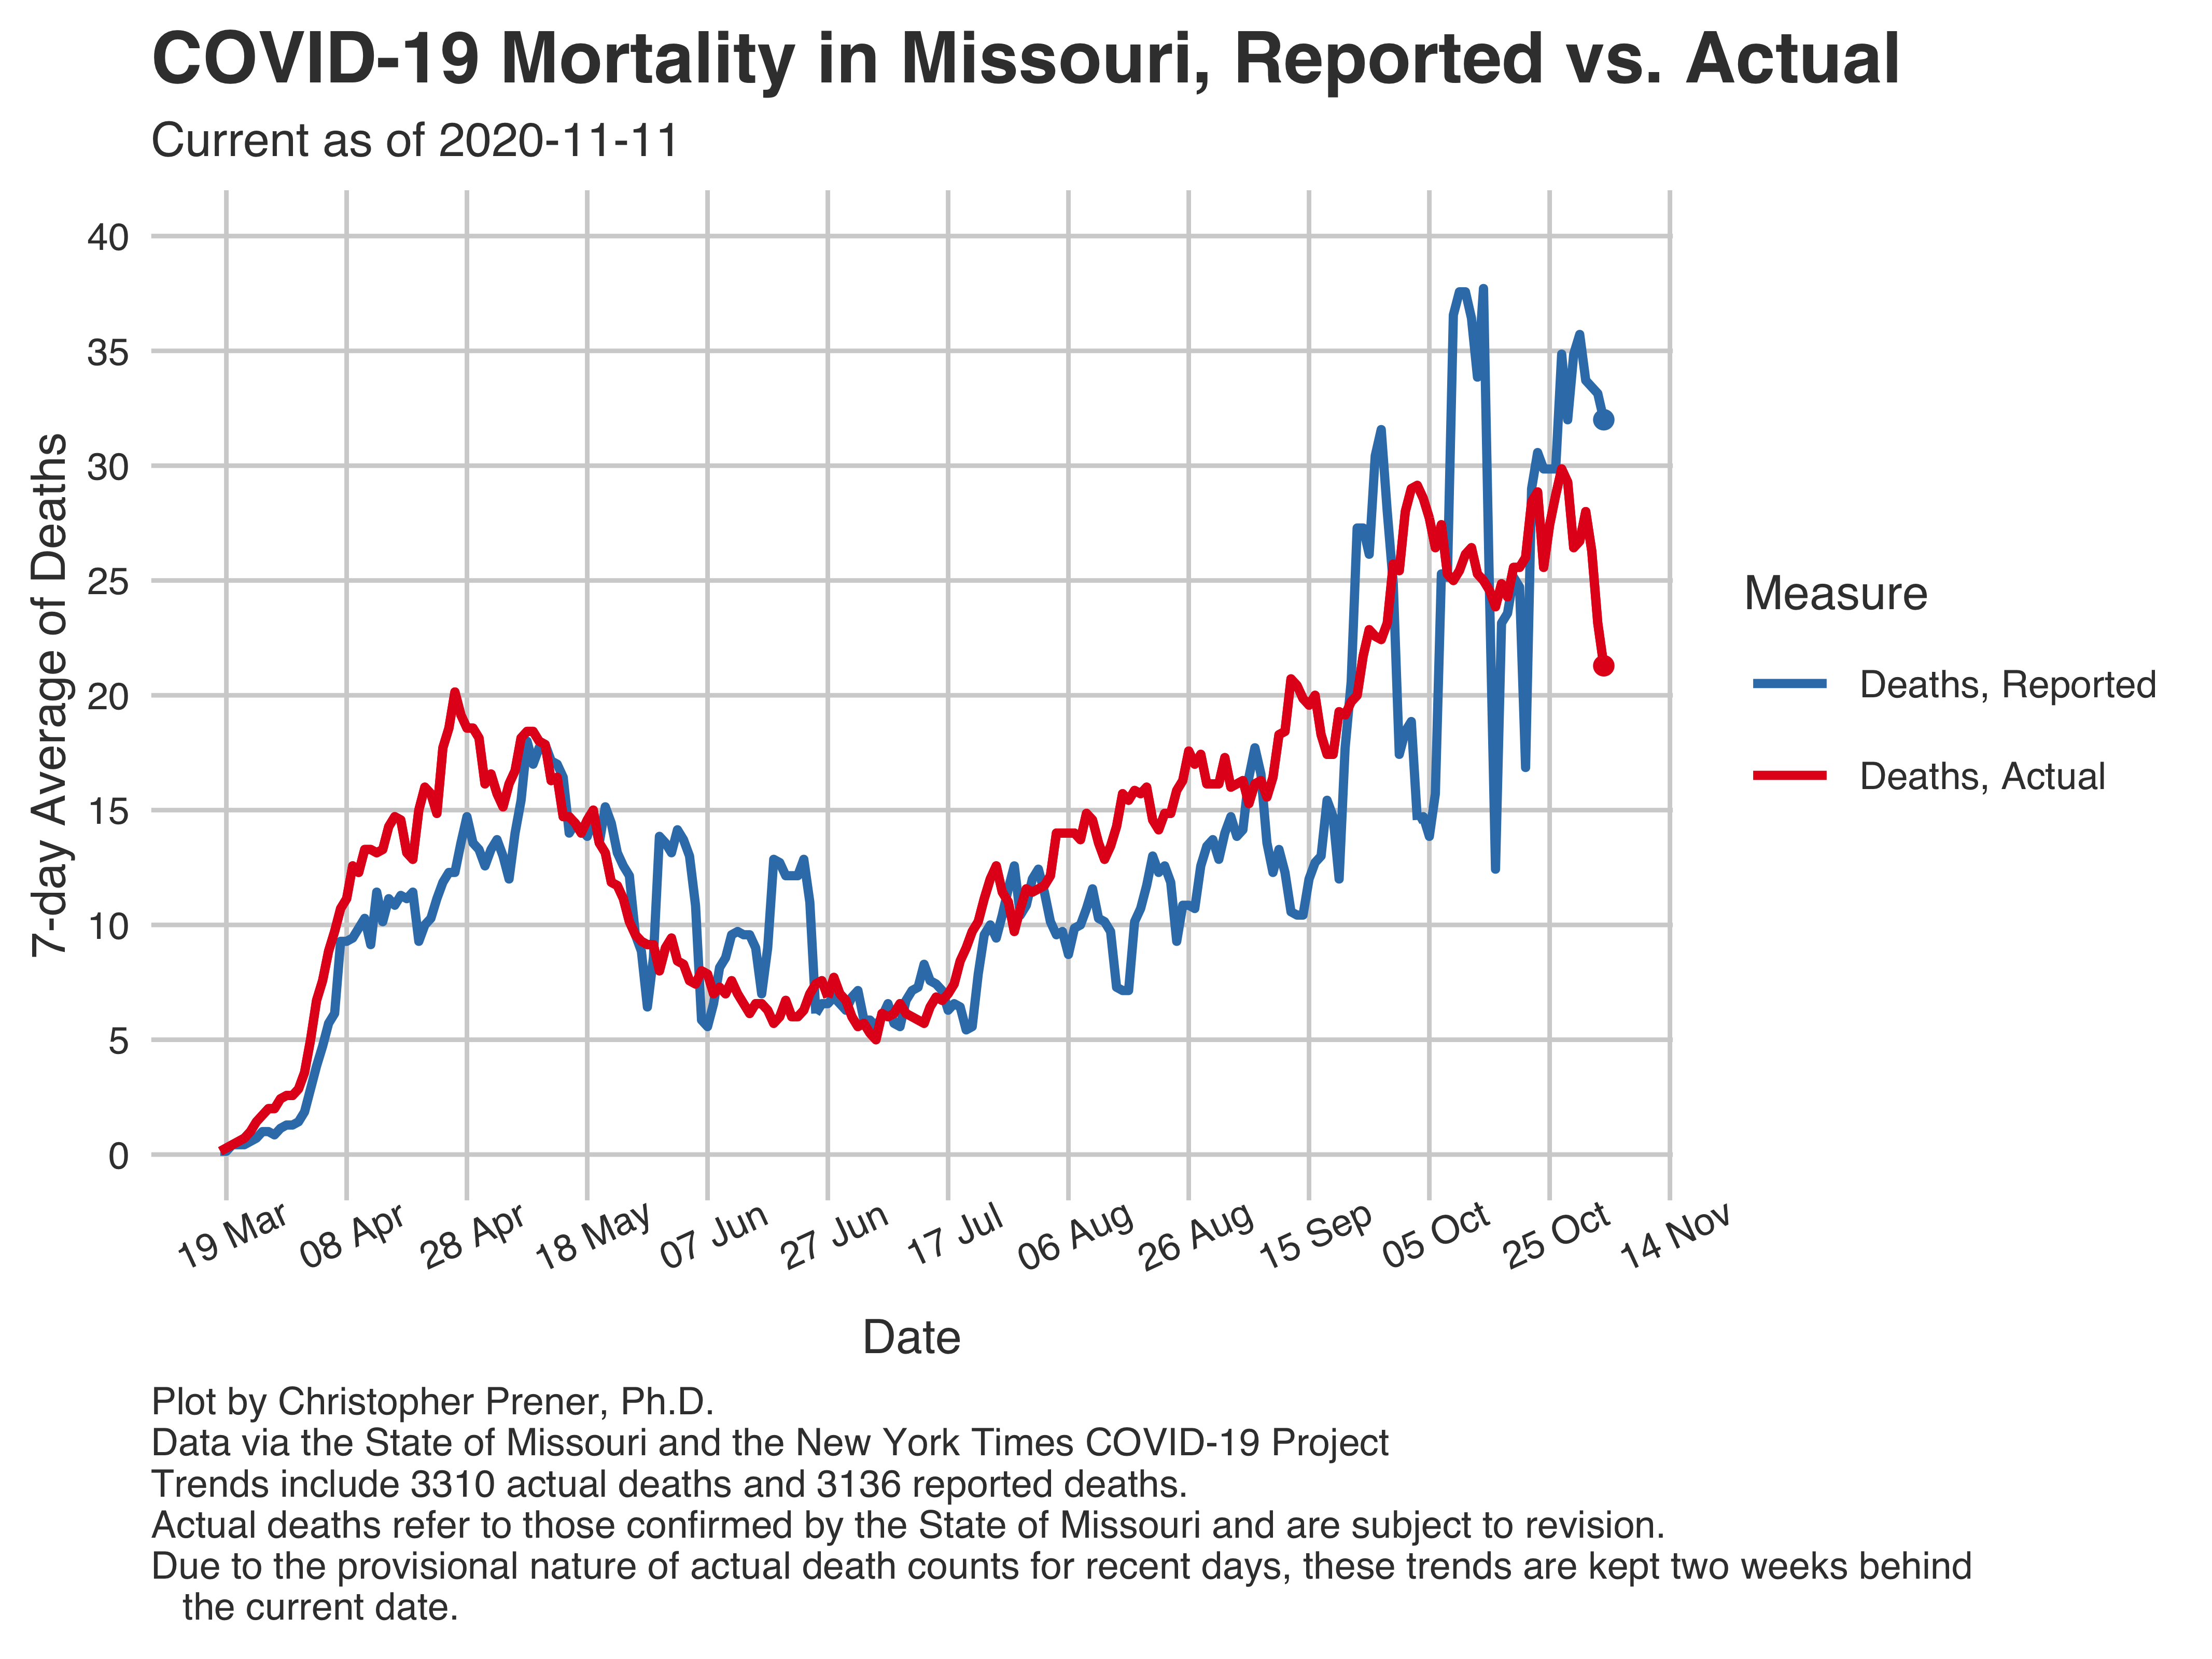 COVID-19 Mortality in Missouri, Reported vs. Actual
Current as of 2020-11-11
40
35
30
25
20
15
10
5
0
7-day Average of Deaths
19 Mar
08 Apr
28 Apr
18 May
07 Jun
27 Jun
17 Jul
06 Aug
26 Aug
15 Sep
05 Oct
25 Oct
14 Nov
Date
Measure
Deaths, Reported
Deaths, Actual
Plot by Christopher Prener, Ph.D.
Data via the State of Missouri and the New York Times COVID-19 Project
Trends include 3310 actual deaths and 3136 reported deaths.
Actual deaths refer to those confirmed by the State of Missouri and are subject to revision.
Due to the provisional nature of actual death counts for recent days, these trends are kept two weeks behind
the current date.